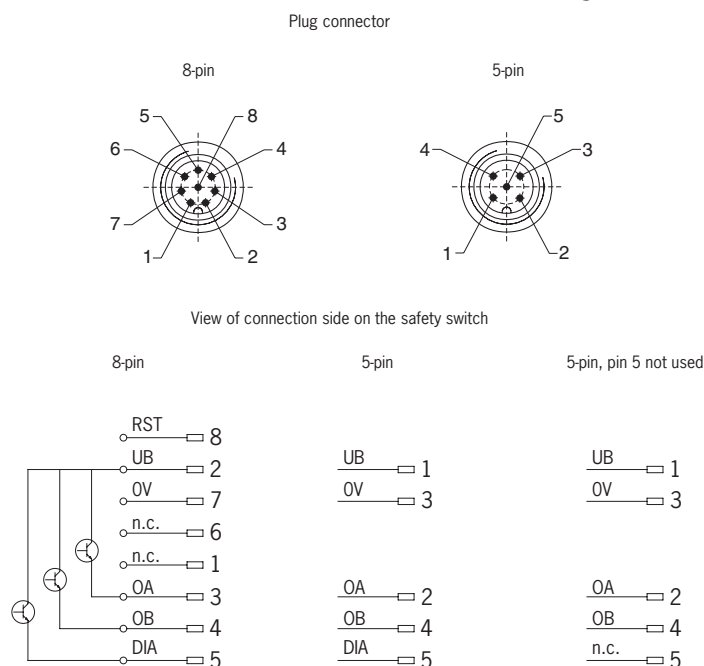 Plug connector
8-pin 5-pin
5 8 5
6 4 4 3
7 3
1 2 1 2
View of connection side on the safety switch
8-pin 5-pin 5-pin, pin 5 not used
RST 8
UB 2 UB 1 UB 1
0V 7 0V 3 0V 3
n.c. 6
n.c. 1
OA 3 OA 2 OA 2
OB 4 OB 4 OB 4
DIA 5 DIA 5 n.c. 5